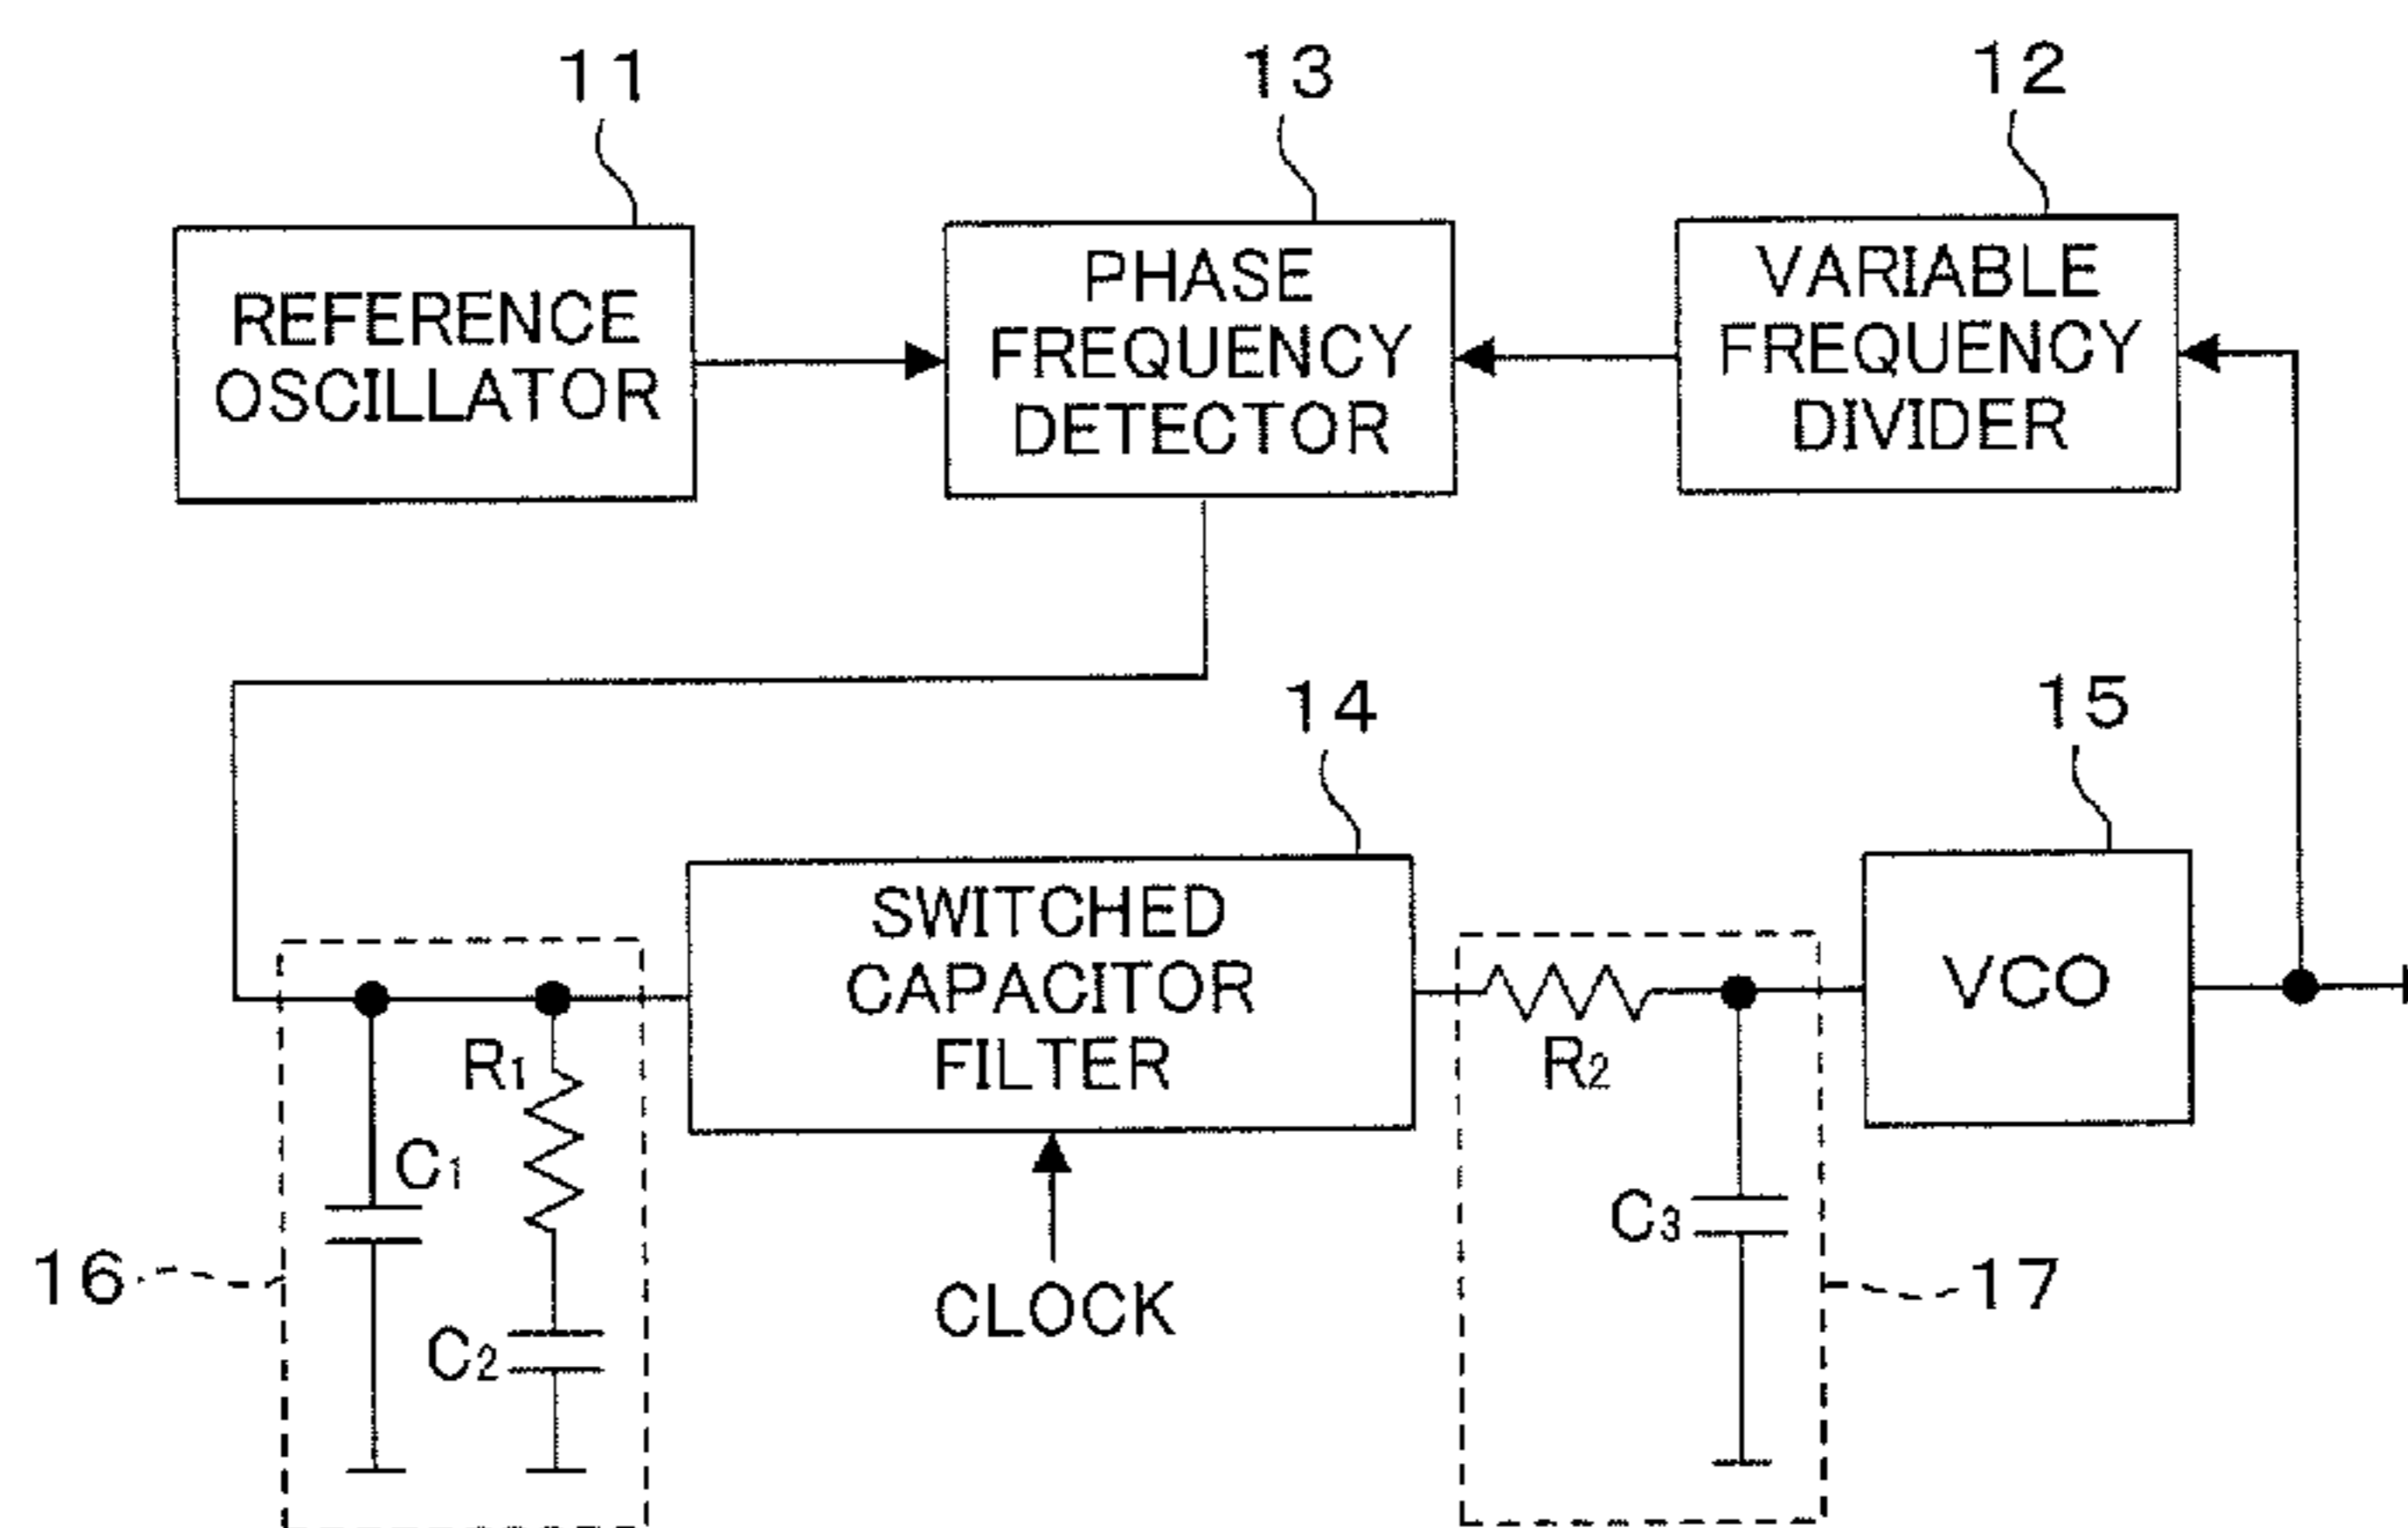 11
13
12
REFERENCE
OSCILLATOR
PHASE
FREQUENCY
DETECTOR
VARIABLE
FREQUENCY
DIVIDER
14
15
SWITCHED
CAPACITOR
FILTER
VCO
R1
C1
C2
R2
C3
16
CLOCK
17